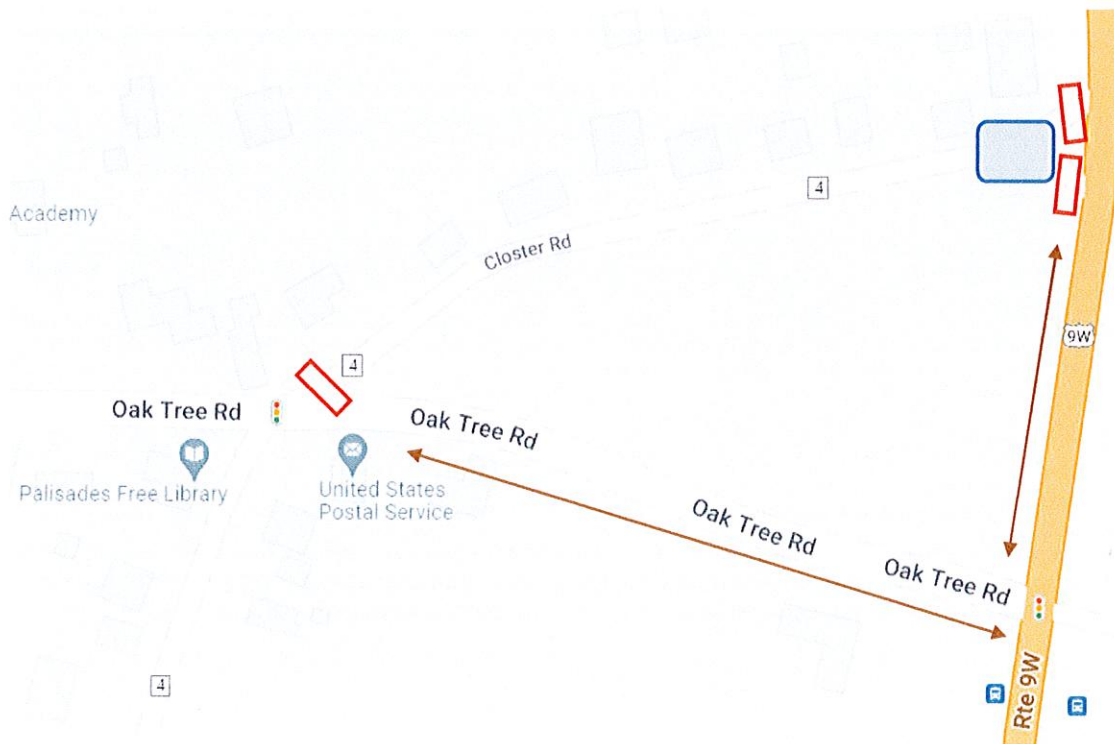 4
Academy
Closter Rd
9W
4
Oak Tree Rd
Oak Tree Rd
Palisades Free Library
United States
Postal Service
Oak Tree Rd
Oak Tree Rd
4
Rte 9W